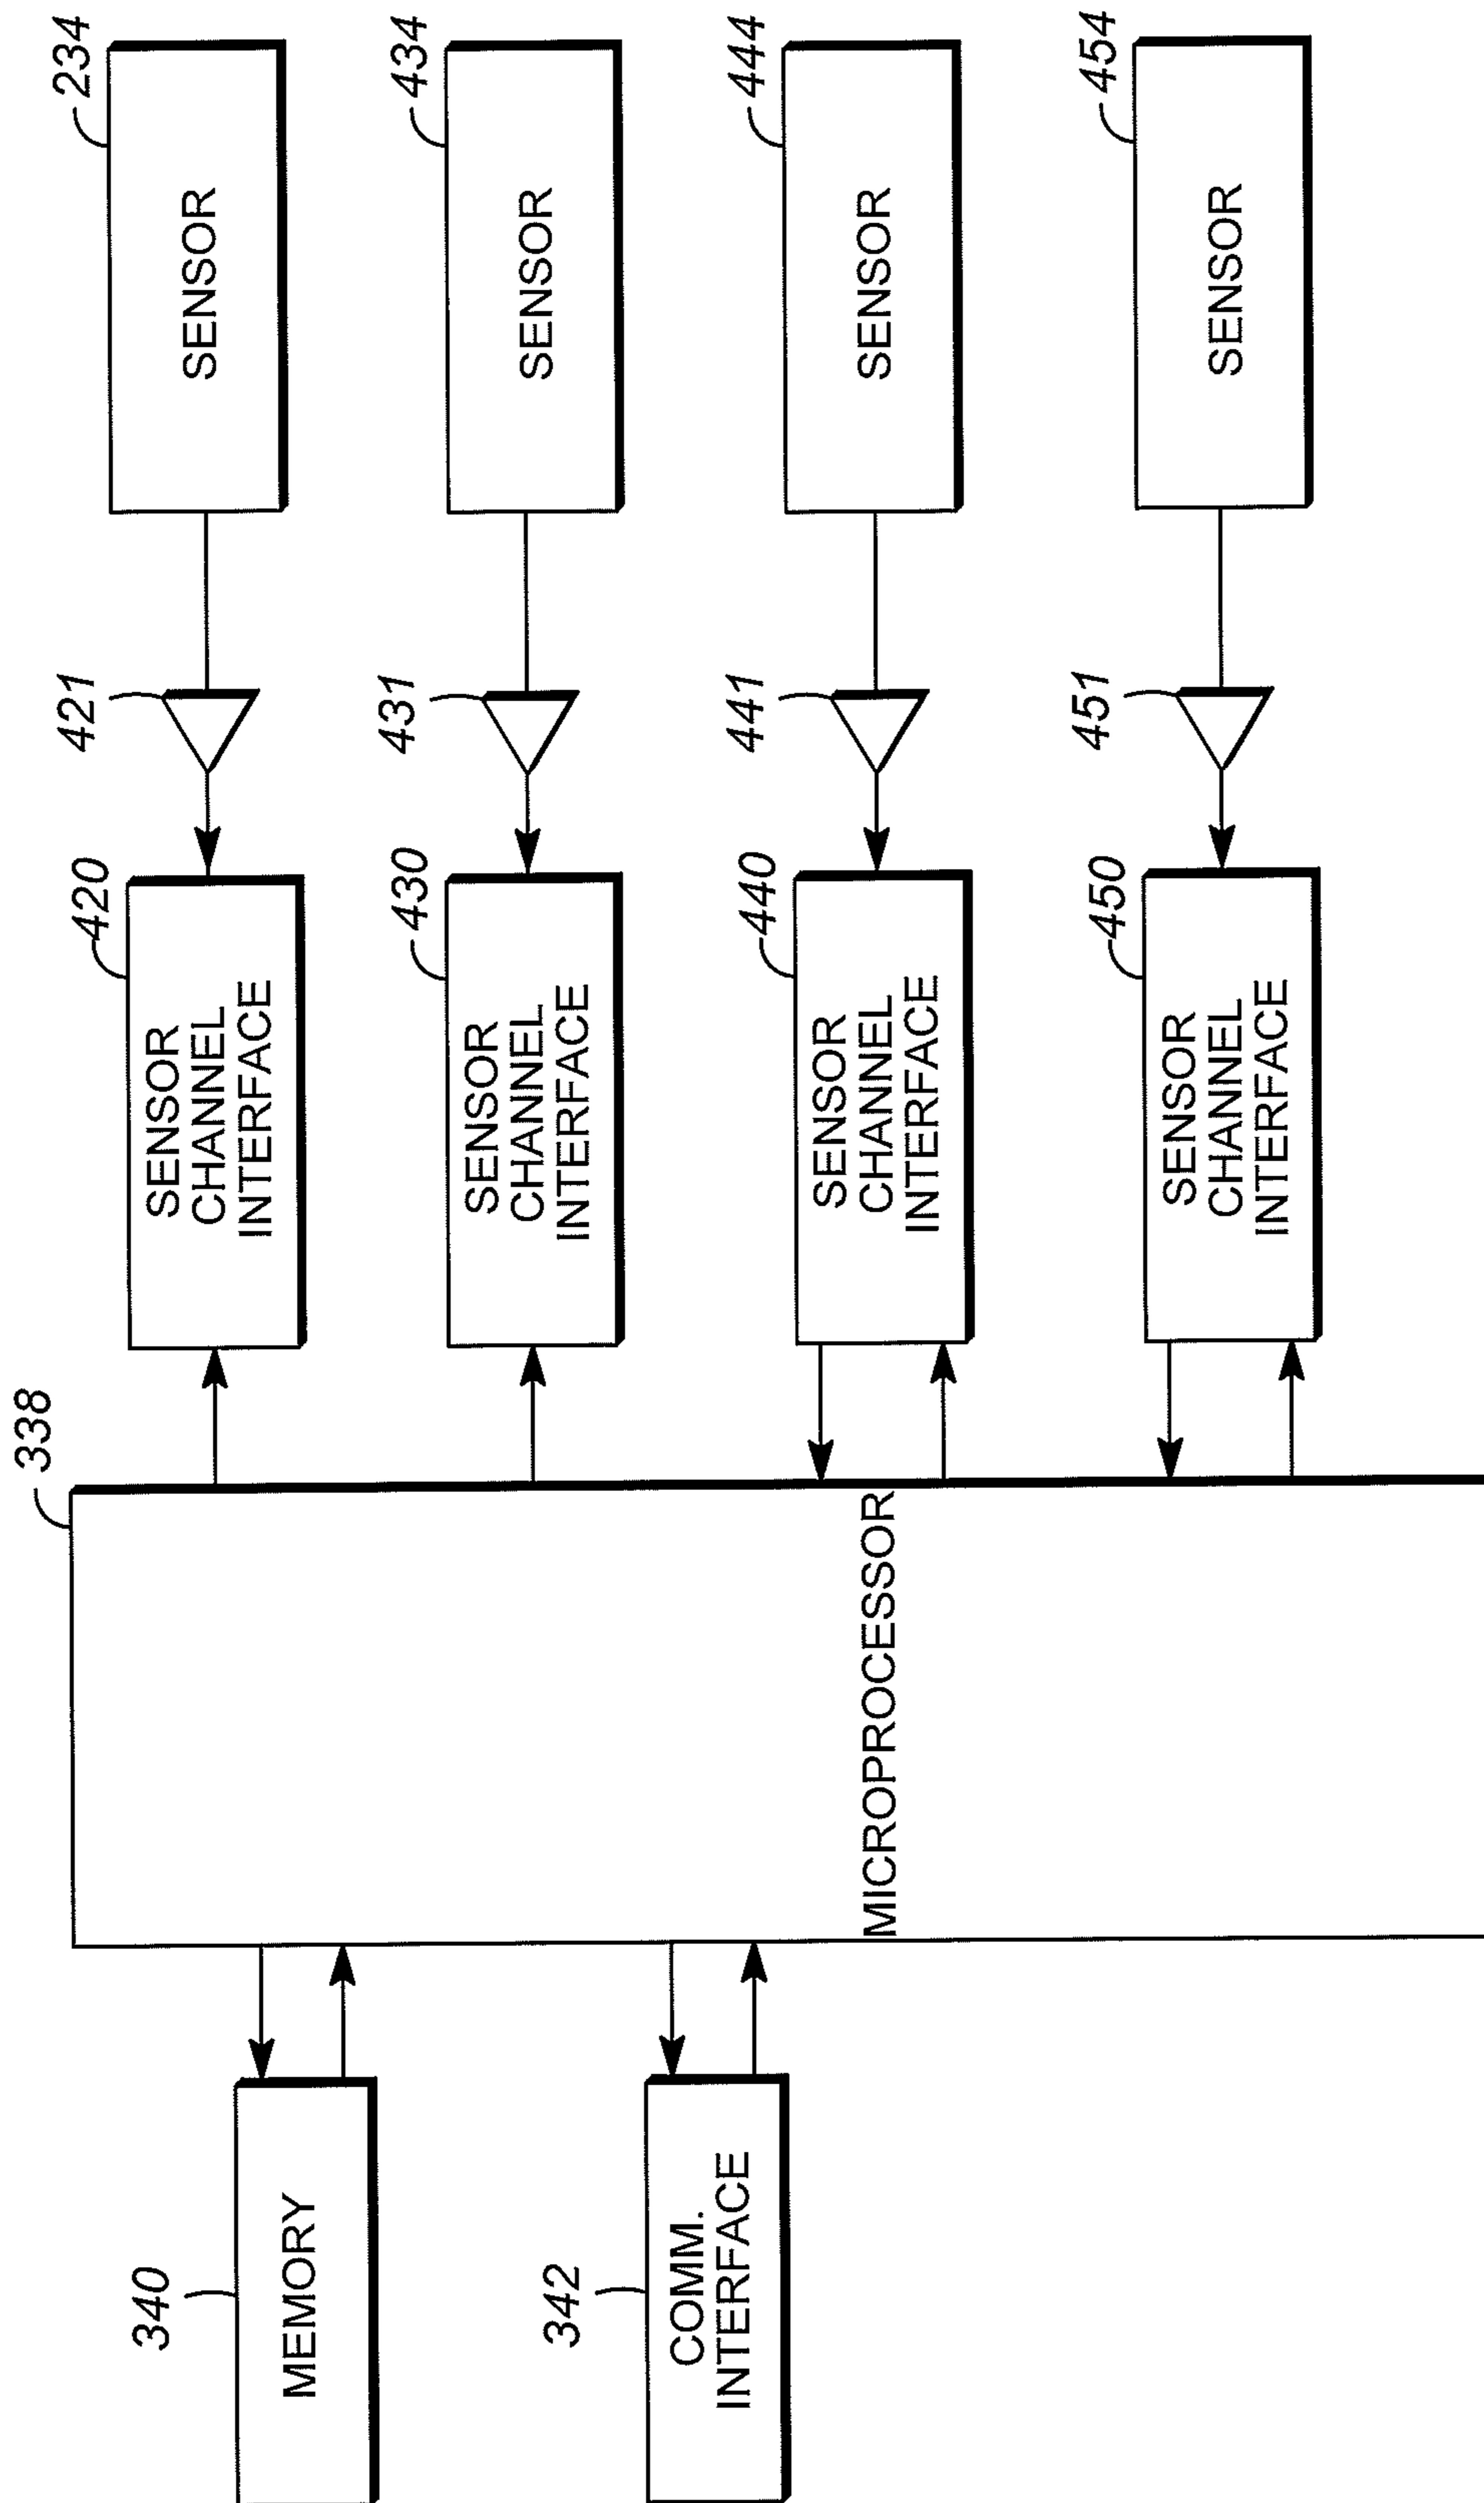 234
SENSOR
434
SENSOR
444
SENSOR
454
SENSOR
421
431
441
451
420
SENSOR
CHANNEL
INTERFACE
430
SENSOR
CHANNEL
INTERFACE
440
SENSOR
CHANNEL
INTERFACE
450
SENSOR
CHANNEL
INTERFACE
338
MICROPROCESSOR
340
MEMORY
342
COMM.
INTERFACE